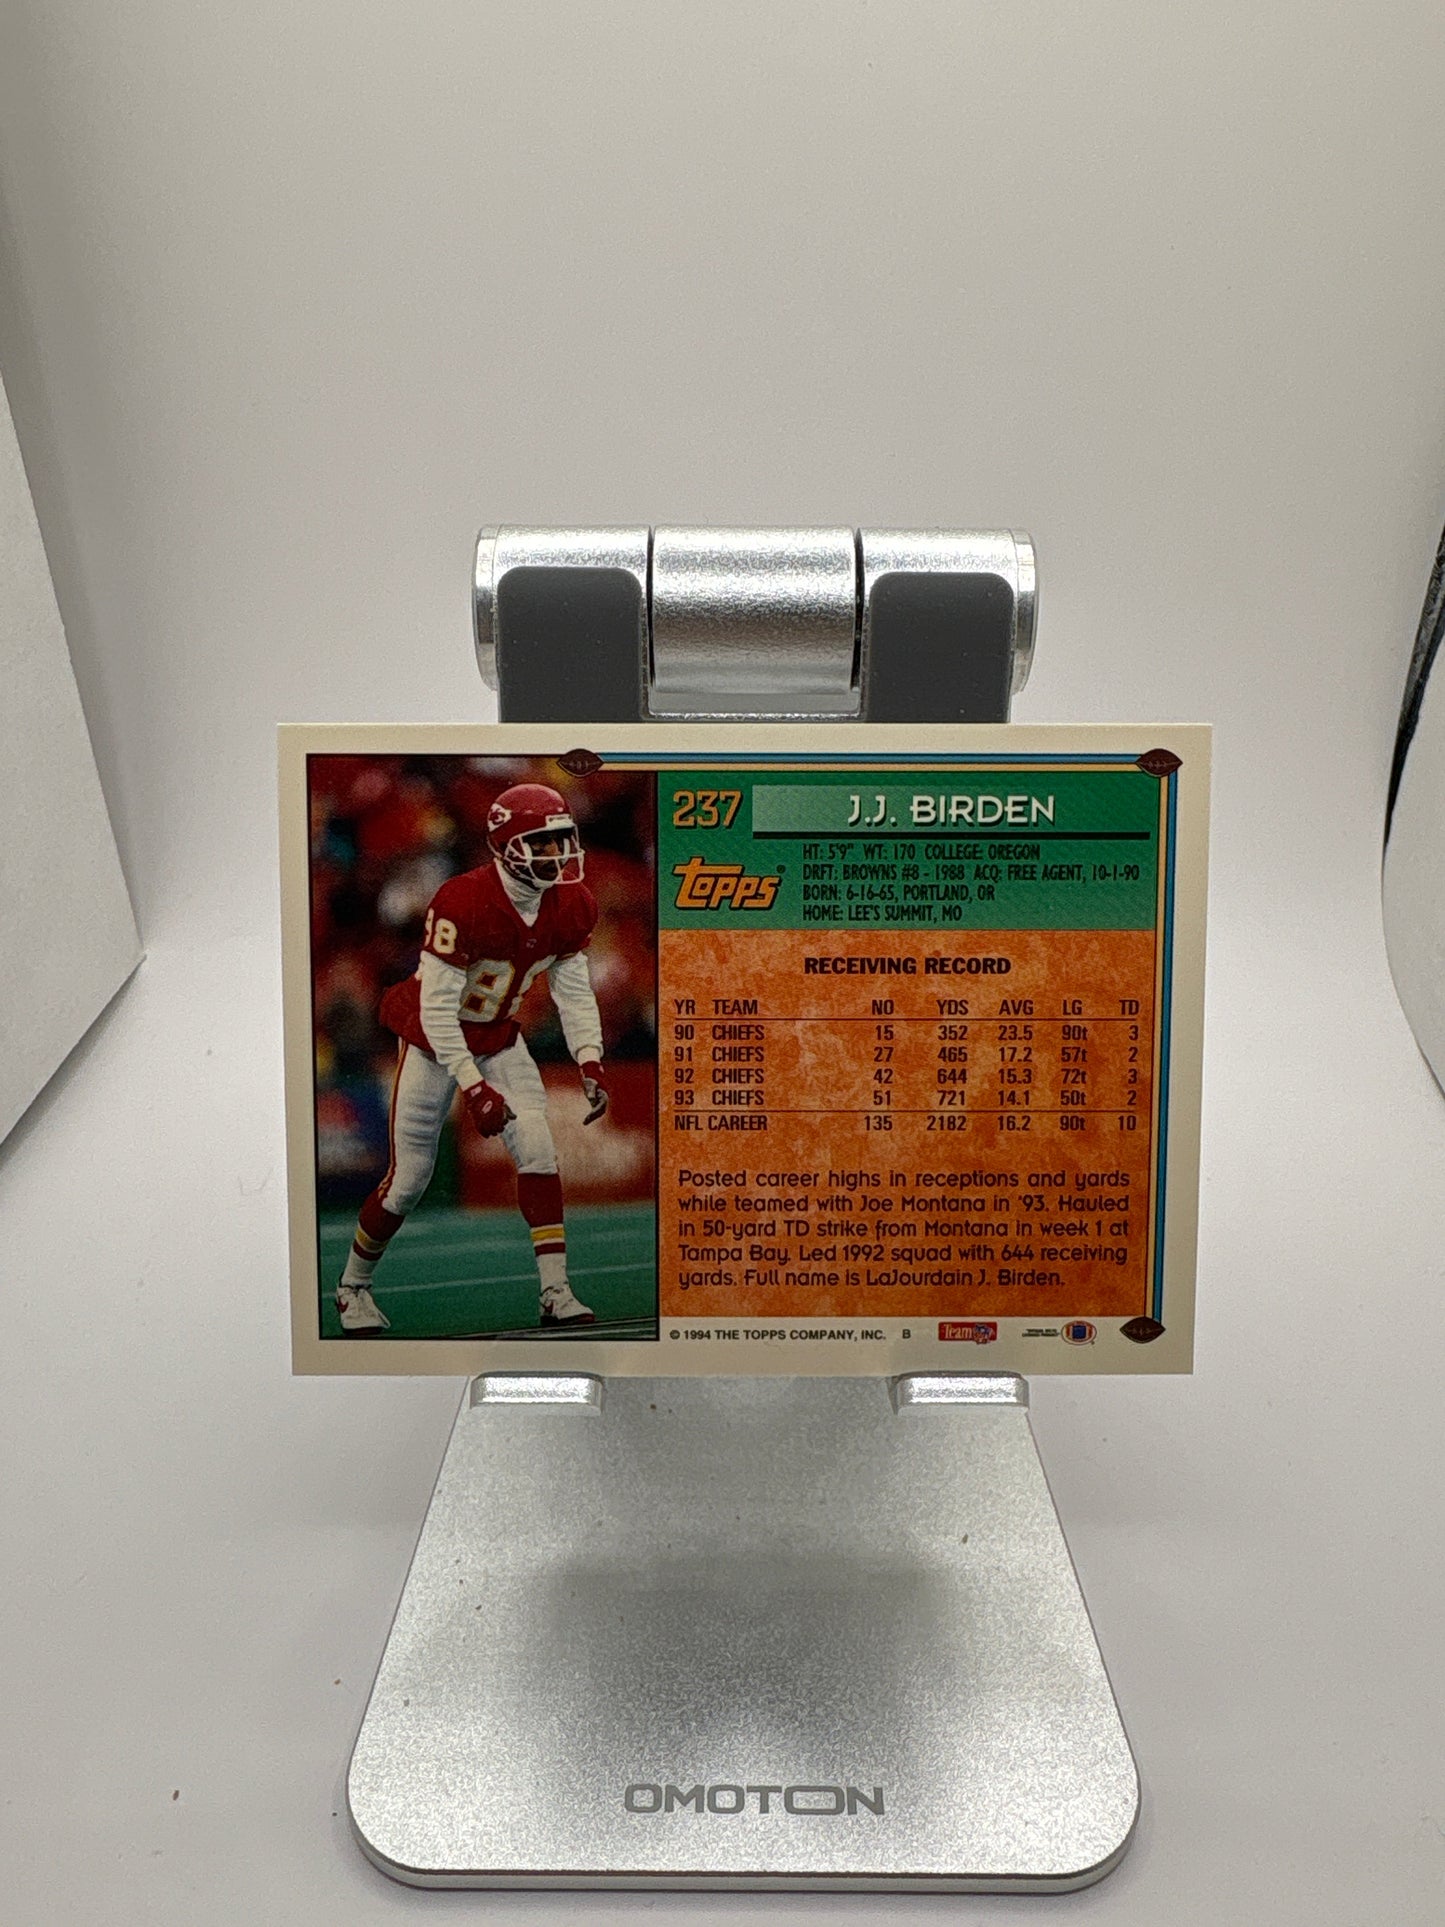 237 J.J. BIRDEN
topps®
HT: 5'9" WT: 170 COLLEGE: OREGON
DRFT: BROWNS #8 - 1988 ACQ: FREE AGENT, 10-1-90
BORN: 6-16-65, PORTLAND, OR
HOME: LEE'S SUMMIT, MO
88
88
RECEIVING RECORD
YR TEAM NO YDS AVG LG TD
90 CHIEFS 15 352 23.5 90t 3
91 CHIEFS 27 465 17.2 57t 2
92 CHIEFS 42 644 15.3 72t 3
93 CHIEFS 51 721 14.1 50t 2
NFL CAREER 135 2182 16.2 90t 10
Posted career highs in receptions and yards
while teamed with Joe Montana in '93. Hauled
in 50-yard TD strike from Montana in week 1 at
Tampa Bay. Led 1992 squad with 644 receiving
yards. Full name is LaJourdain J. Birden.
© 1994 THE TOPPS COMPANY, INC. B Team NFL
OMOTON